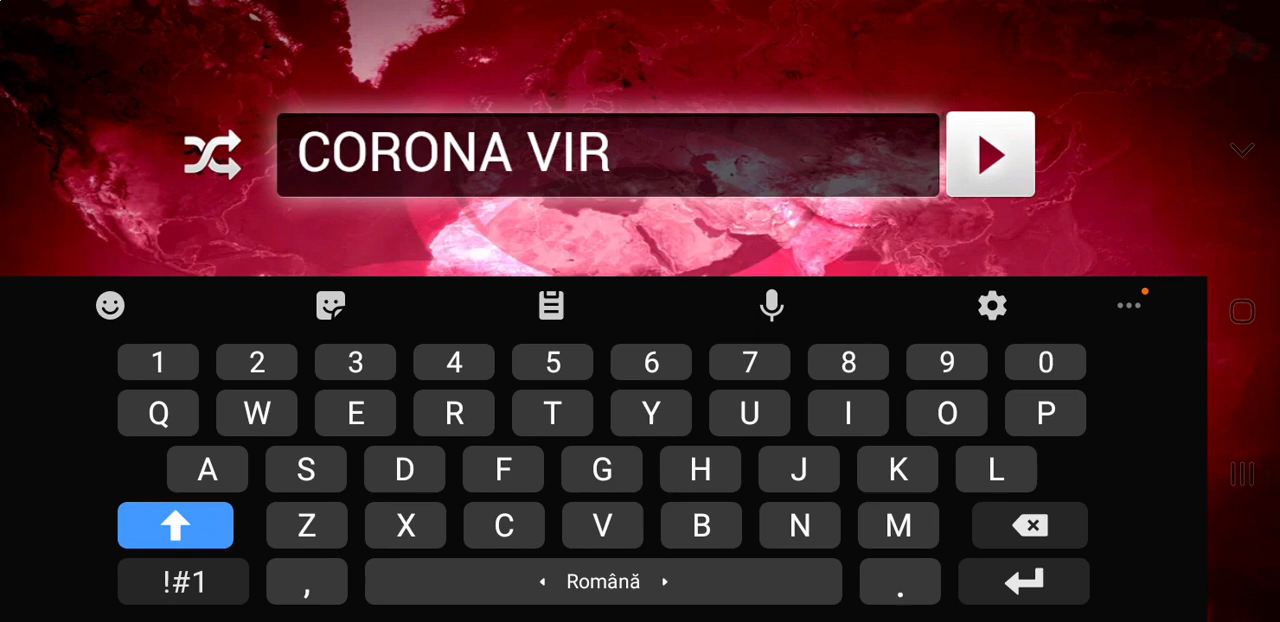 CORONA VIR
1 2 3 4 5 6 7 8 9 0
Q W E R T Y U I O P
A S D F G H J K L
Z X C V B N M
!#1 , Română .